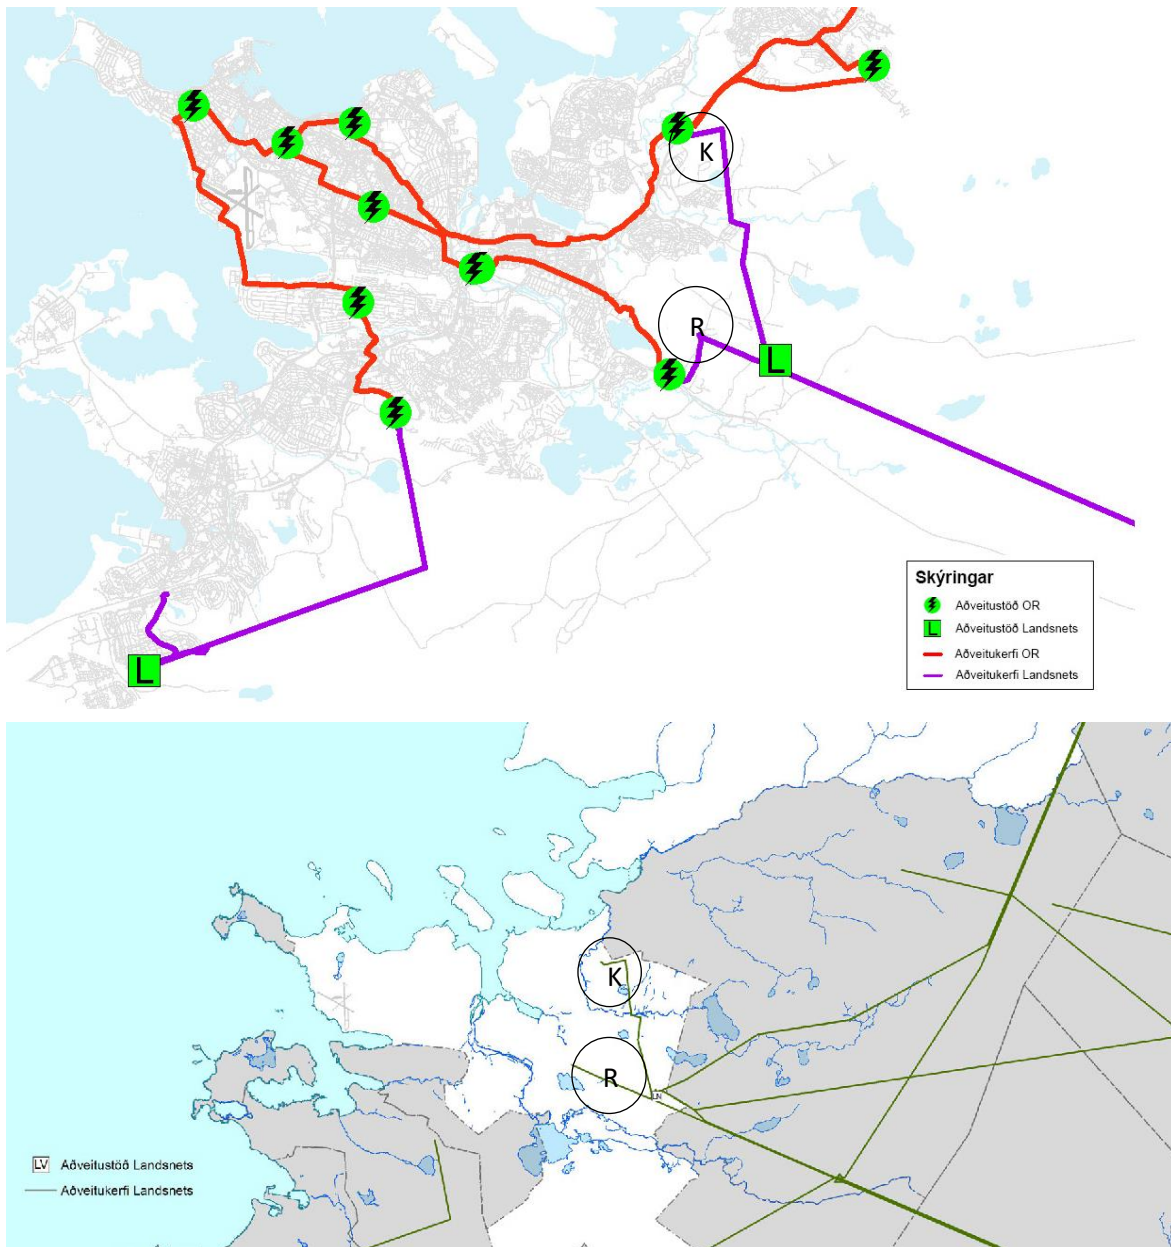 K
R
L
L
Skýringar
Aðveitustöð OR
L Aðveitustöð Landsnets
Aðveitukerfi OR
Aðveitukerfi Landsnets
K
R
LV Aðveitustöð Landsnets
Aðveitukerfi Landsnets